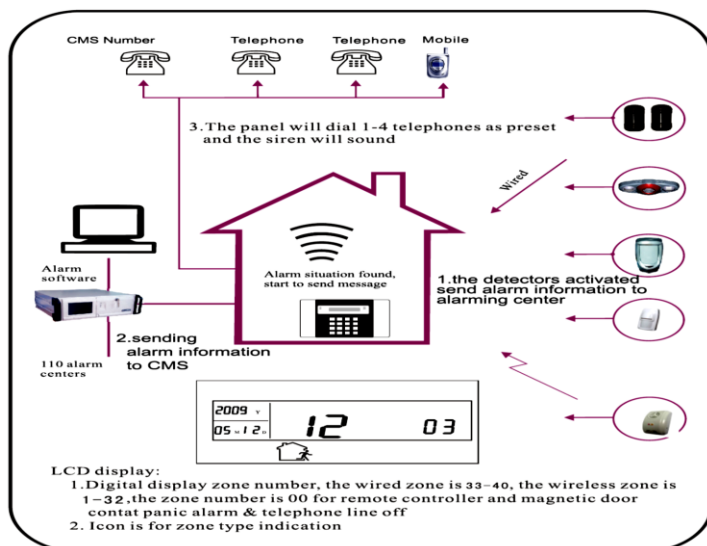 CMS Number
Telephone
Telephone
Mobile
3.The panel will dial 1-4 telephones as preset
and the siren will sound
Wired
Alarm
software
Alarm situation found,
start to send message
1.the detectors activated
send alarm information to
alarming center
2.sending
alarm information
to CMS
110 alarm
centers
2009 Y
05 M 12 D
12
03
LCD display:
1.Digital display zone number, the wired zone is 33-40, the wireless zone is
1-32,the zone number is 00 for remote controller and magnetic door
contat panic alarm & telephone line off
2. Icon is for zone type indication